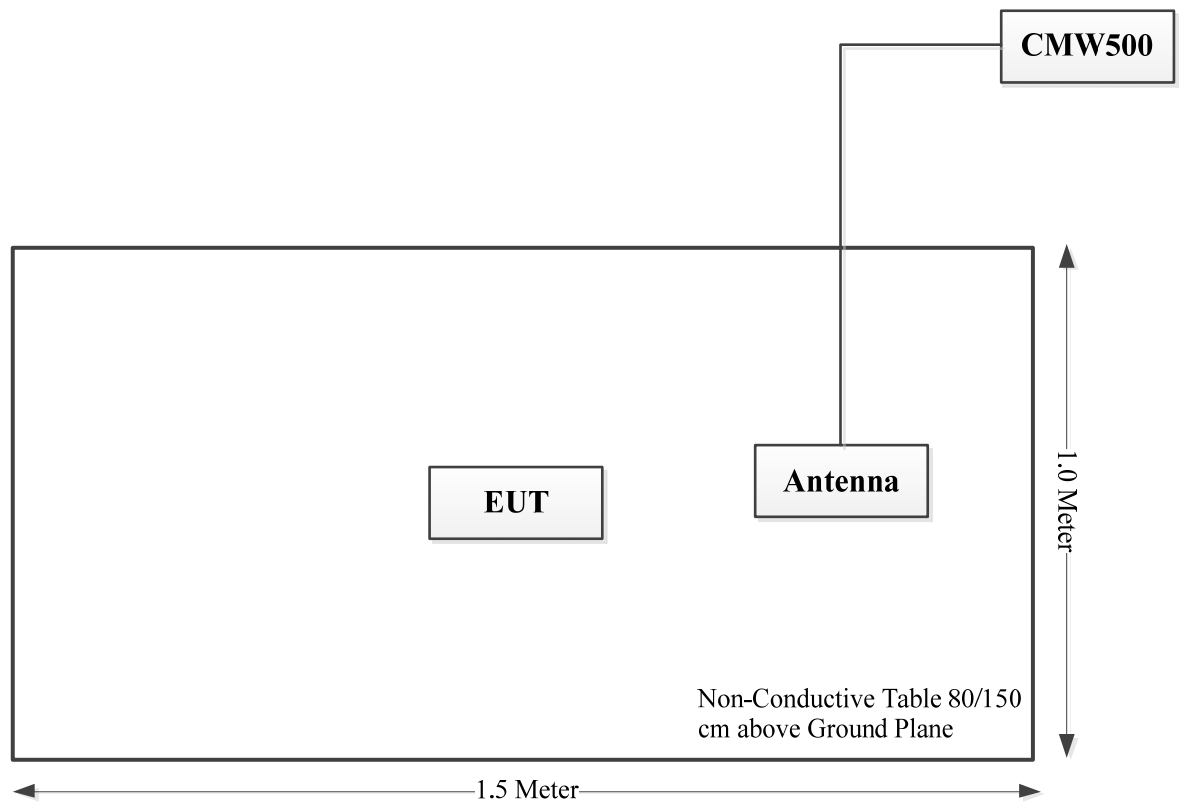 CMW500
EUT
Antenna
1.0 Meter
Non-Conductive Table 80/150
cm above Ground Plane
1.5 Meter